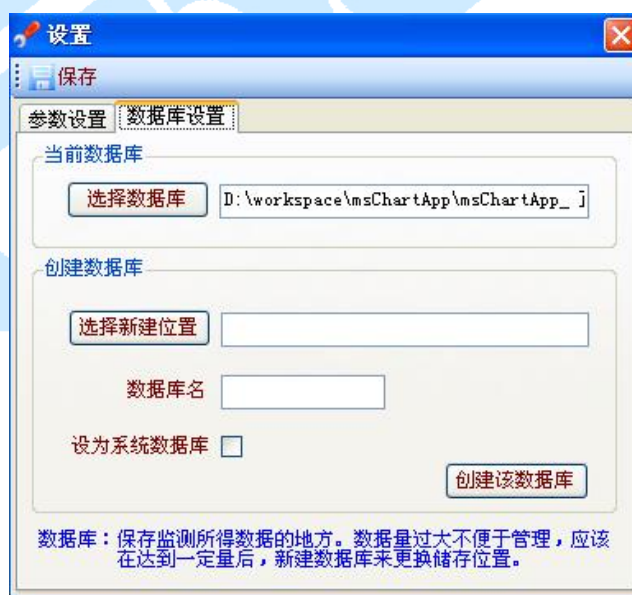 设置
保存
参数设置 数据库设置
当前数据库
选择数据库 D:\workspace\msChartApp\msChartApp_
创建数据库
选择新建位置
数据库名
设为系统数据库
创建该数据库
数据库：保存监测所得数据的地方。数据量过大不便于管理，应该
在达到一定量后，新建数据库来更换储存位置。